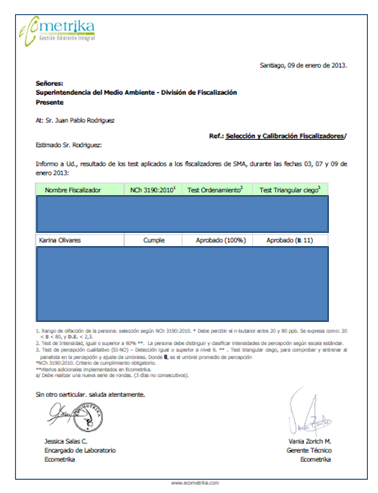 Ecometrika
Gestión Odorante Integral
Santiago, 09 de enero de 2013.
Señores:
Superintendencia del Medio Ambiente - División de Fiscalización
Presente
At: Sr. Juan Pablo Rodriguez
Ref.: Selección y Calibración Fiscalizadores/
Estimado Sr. Rodriguez:
Informo a Ud., resultado de los test aplicados a los fiscalizadores de SMA, durante las fechas 03, 07 y 09 de
enero 2013:
Nombre Fiscalizador NCh 3190:2010¹ Test Ordenamiento² Test Triangular ciego³
Karina Olivares Cumple Aprobado (100%) Aprobado (U: 11)
1. Rango de olfacción de la persona: selección según NCh 3190:2010. * Debe percibir el n-butanol entre 20 y 80 ppb. Se expresa como: 20
< U < 80, y D.E. < 2,3.
2. Test de Intensidad, igual o superior a 60% **. La persona debe distinguir y clasificar intensidades de percepción según escala estándar.
3. Test de percepción cualitativo (SI-NO) – Detección igual o superior a nivel 6. **. Test triangular ciego, para comprobar y entrenar al
panelista en la percepción y ajuste de umbrales. Donde U, es el umbral promedio de percepción
*NCh 3190:2010. Criterio de cumplimiento obligatorio.
**Criterios adicionales implementados en Ecometrika.
a/ Debe realizar una nueva serie de rondas. (3 días no consecutivos).
Sin otro particular, saluda atentamente.
Jessica Salas C.
Encargado de Laboratorio
Ecometrika
Vania Zorich M.
Gerente Técnico
Ecometrika
www.ecometrika.com